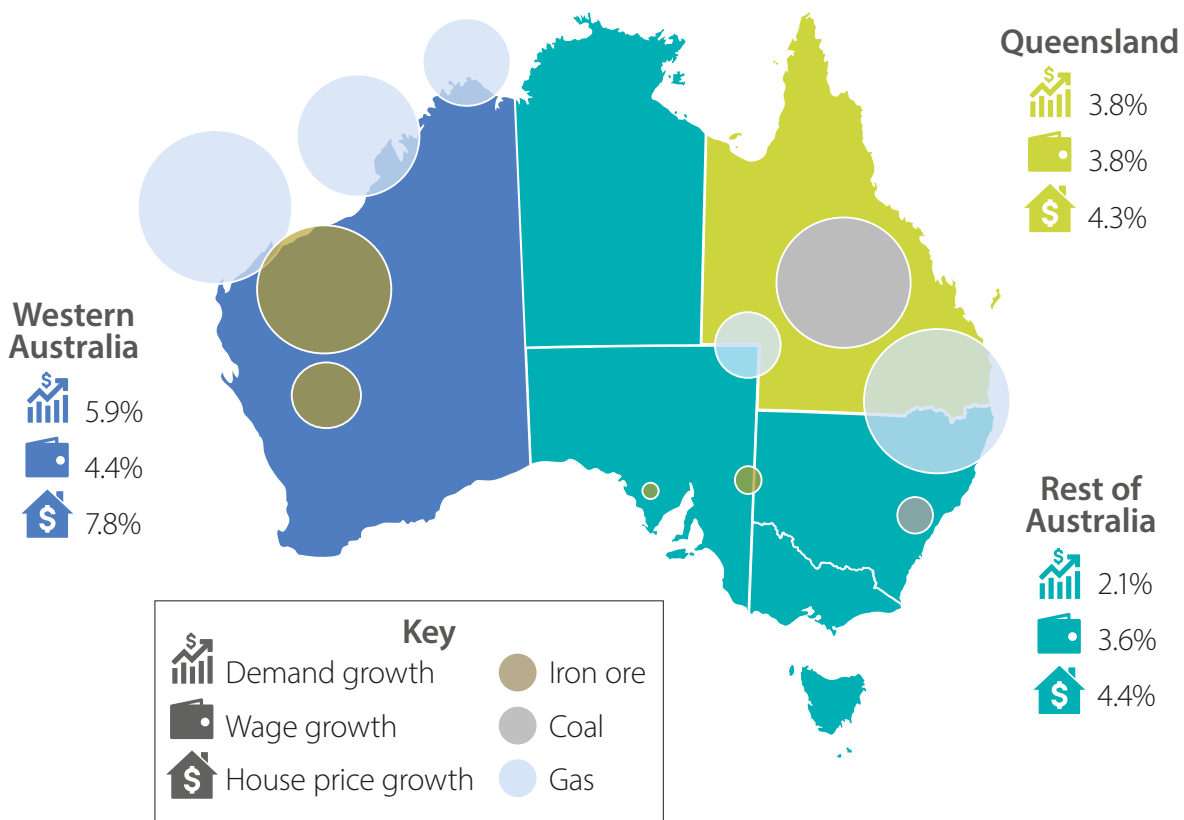 Queensland
3.8%
3.8%
4.3%
Western
Australia
5.9%
4.4%
7.8%
Rest of
Australia
2.1%
3.6%
4.4%
Key
Demand growth
Wage growth
House price growth
Iron ore
Coal
Gas